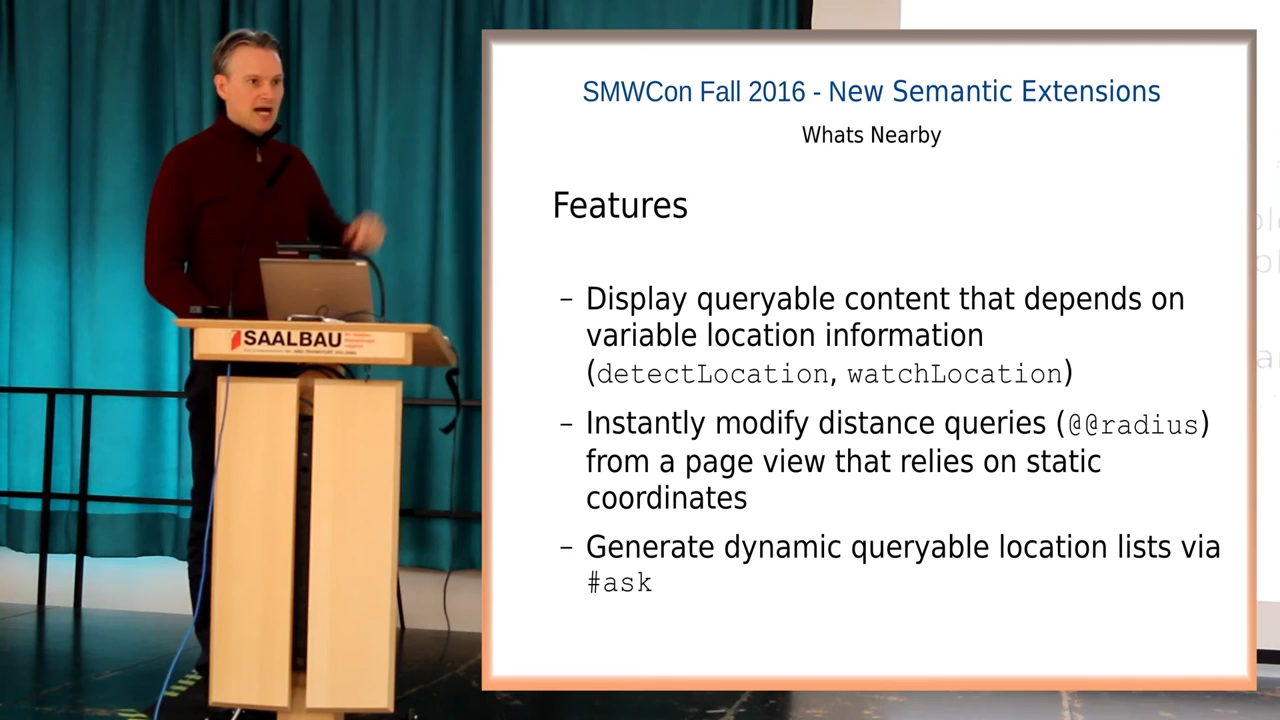 SMWCon Fall 2016 - New Semantic Extensions
Whats Nearby
Features
– Display queryable content that depends on
variable location information
(detectLocation, watchLocation)
– Instantly modify distance queries (@@radius)
from a page view that relies on static
coordinates
– Generate dynamic queryable location lists via
#ask
SAALBAU